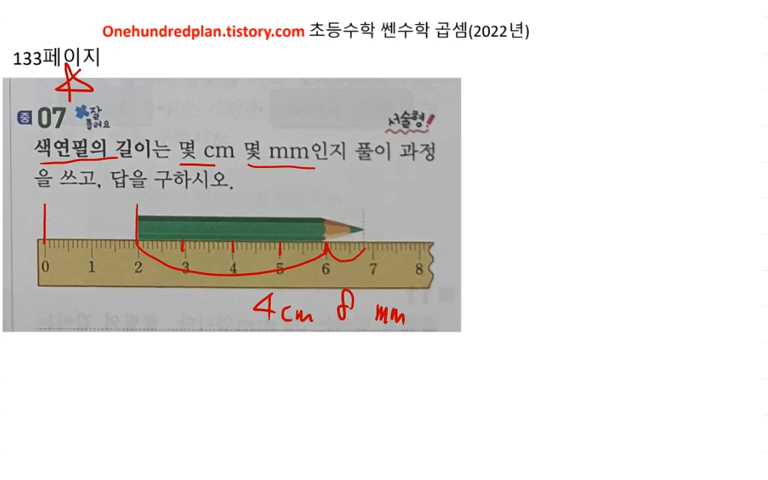 Onehundredplan.tistory.com 초등수학 쎈수학 곱셈(2022년)
133페이지
중 07 잘 틀려요
서술형!
색연필의 길이는 몇 cm 몇 mm인지 풀이 과정
을 쓰고, 답을 구하시오.
0 1 2 3 4 5 6 7 8
4 cm 8 mm